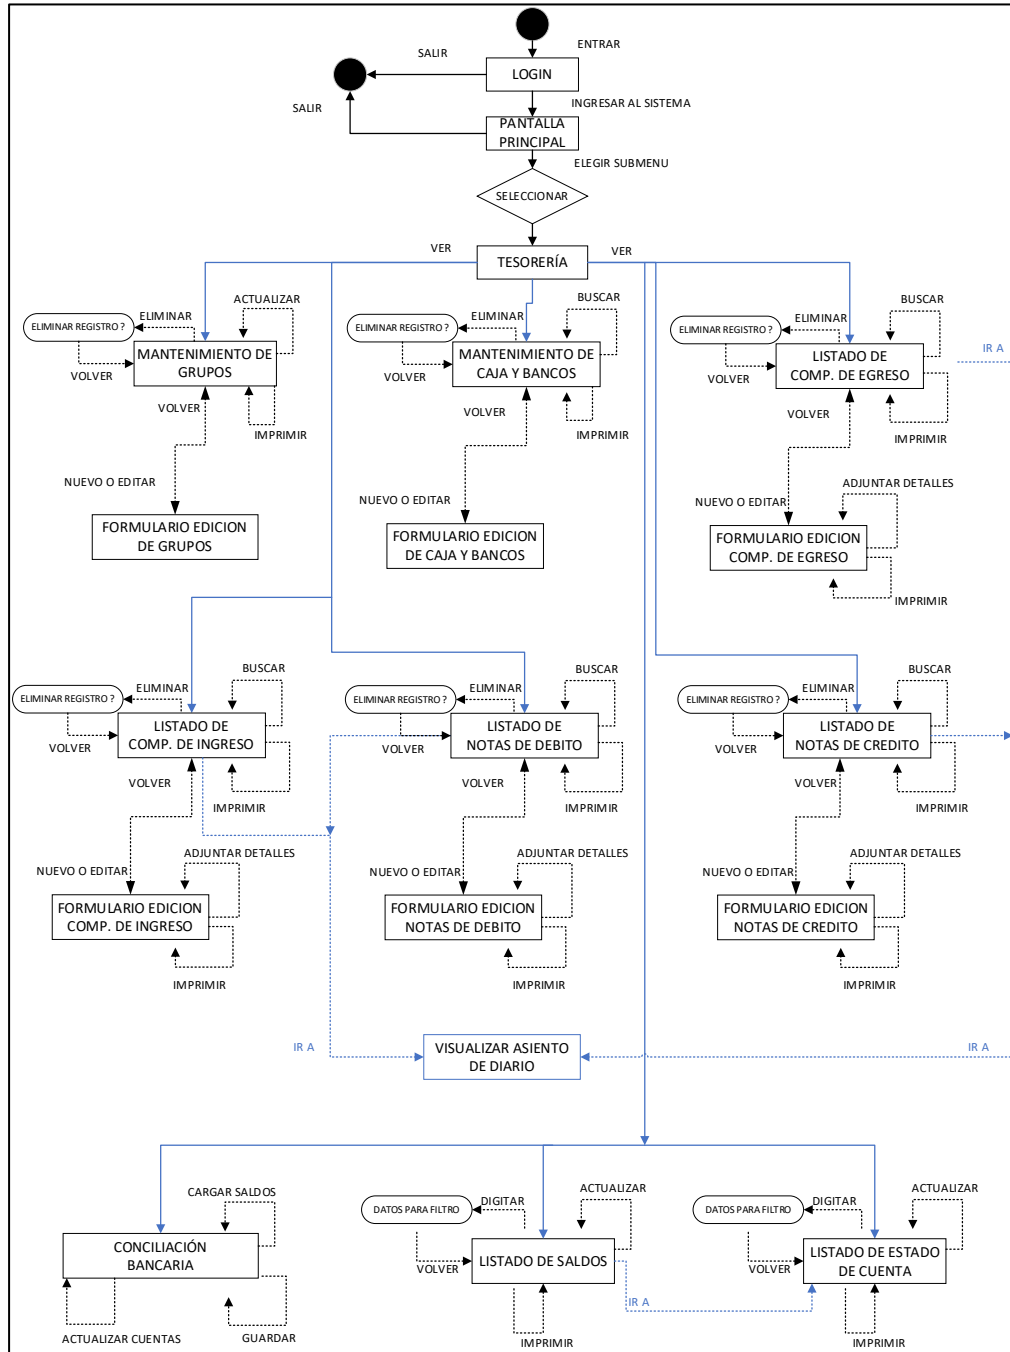 ENTRAR
SALIR
LOGIN
INGRESAR AL SISTEMA
SALIR
PANTALLA
PRINCIPAL
ELEGIR SUBMENU
SELECCIONAR
VER
VER
TESORERÍA
ACTUALIZAR
ELIMINAR
ELIMINAR REGISTRO ?
MANTENIMIENTO DE
GRUPOS
VOLVER
VOLVER
IMPRIMIR
NUEVO O EDITAR
FORMULARIO EDICION
DE GRUPOS
BUSCAR
ELIMINAR
ELIMINAR REGISTRO ?
MANTENIMIENTO DE
CAJA Y BANCOS
VOLVER
VOLVER
IMPRIMIR
NUEVO O EDITAR
FORMULARIO EDICION
DE CAJA Y BANCOS
BUSCAR
ELIMINAR
ELIMINAR REGISTRO ?
IR A
LISTADO DE
COMP. DE EGRESO
VOLVER
VOLVER
IMPRIMIR
ADJUNTAR DETALLES
NUEVO O EDITAR
FORMULARIO EDICION
COMP. DE EGRESO
IMPRIMIR
BUSCAR
ELIMINAR
ELIMINAR REGISTRO ?
LISTADO DE
COMP. DE INGRESO
VOLVER
VOLVER
IMPRIMIR
ADJUNTAR DETALLES
NUEVO O EDITAR
FORMULARIO EDICION
COMP. DE INGRESO
IMPRIMIR
BUSCAR
ELIMINAR
ELIMINAR REGISTRO ?
LISTADO DE
NOTAS DE DEBITO
VOLVER
VOLVER
IMPRIMIR
ADJUNTAR DETALLES
NUEVO O EDITAR
FORMULARIO EDICION
NOTAS DE DEBITO
IMPRIMIR
BUSCAR
ELIMINAR
ELIMINAR REGISTRO ?
LISTADO DE
NOTAS DE CREDITO
VOLVER
VOLVER
IMPRIMIR
ADJUNTAR DETALLES
NUEVO O EDITAR
FORMULARIO EDICION
NOTAS DE CREDITO
IMPRIMIR
IR A
VISUALIZAR ASIENTO
DE DIARIO
IR A
CARGAR SALDOS
CONCILIACIÓN
BANCARIA
ACTUALIZAR CUENTAS
GUARDAR
ACTUALIZAR
DIGITAR
DATOS PARA FILTRO
LISTADO DE SALDOS
VOLVER
IR A
IMPRIMIR
ACTUALIZAR
DIGITAR
DATOS PARA FILTRO
LISTADO DE ESTADO
DE CUENTA
VOLVER
IMPRIMIR